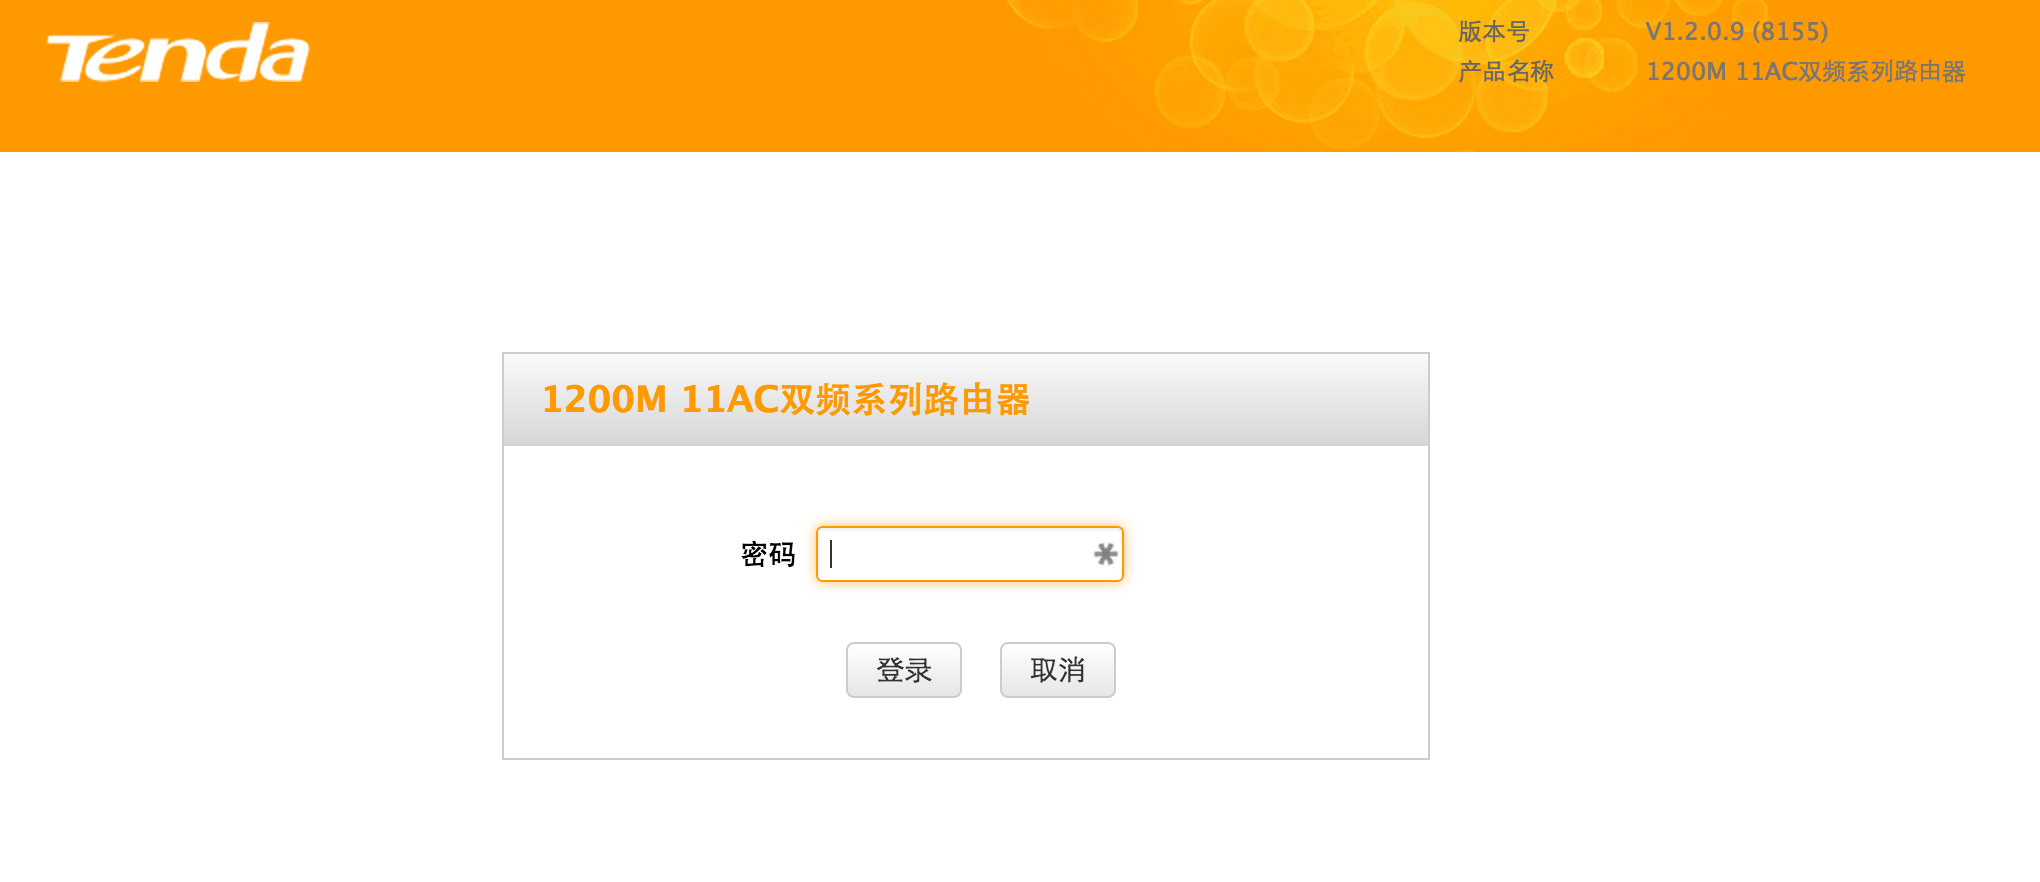 Tenda
版本号 V1.2.0.9 (8155)
产品名称 1200M 11AC双频系列路由器
1200M 11AC双频系列路由器
密码
登录 取消